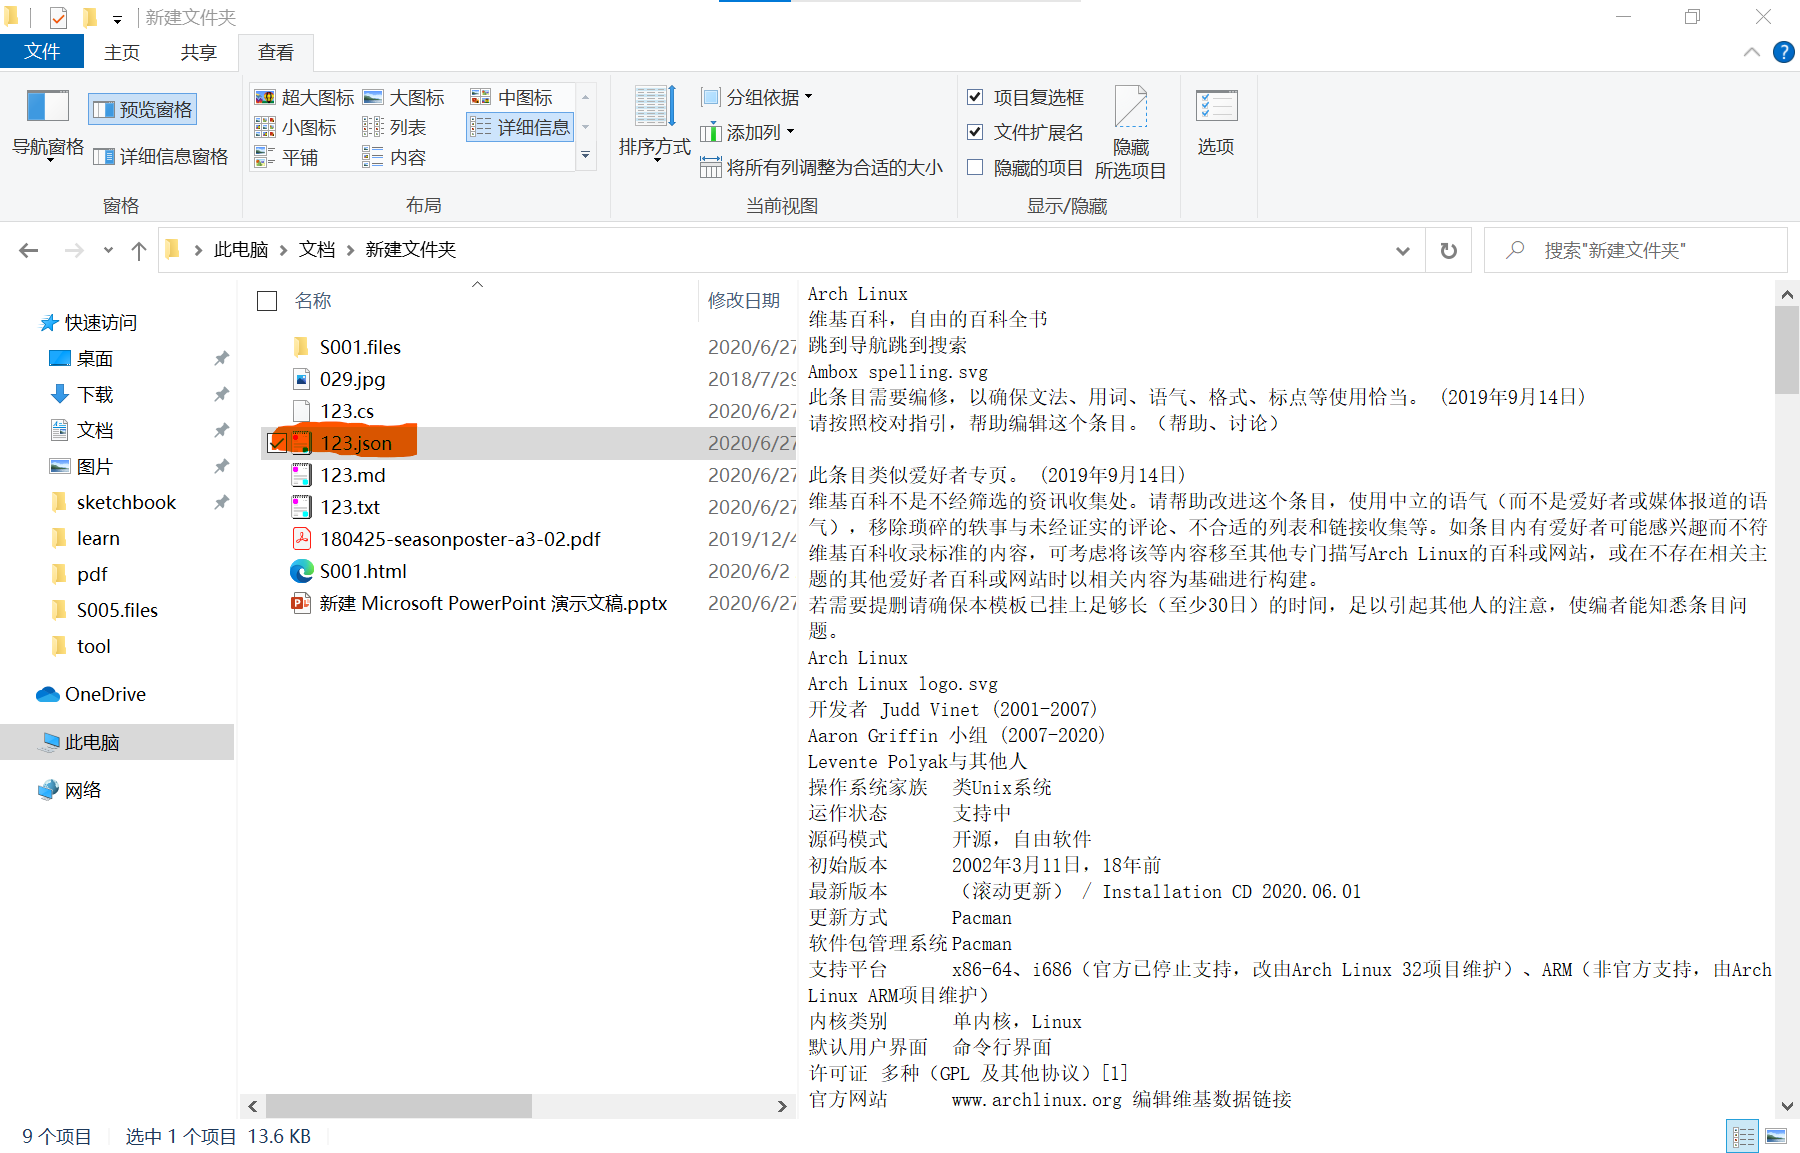 新建文件夹
文件 主页 共享 查看
导航窗格
预览窗格
详细信息窗格
窗格
超大图标 大图标 中图标
小图标 列表 详细信息
平铺 内容
布局
排序方式
分组依据
添加列
将所有列调整为合适的大小
当前视图
项目复选框
文件扩展名
隐藏的项目
隐藏
所选项目
显示/隐藏
选项
此电脑 文档 新建文件夹
搜索"新建文件夹"
快速访问
桌面
下载
文档
图片
sketchbook
learn
pdf
S005.files
tool
OneDrive
此电脑
网络
名称 修改日期
S001.files 2020/6/27
029.jpg 2018/7/29
123.cs 2020/6/27
123.json 2020/6/27
123.md 2020/6/27
123.txt 2020/6/27
180425-seasonposter-a3-02.pdf 2019/12/4
S001.html 2020/6/2
新建 Microsoft PowerPoint 演示文稿.pptx 2020/6/27
Arch Linux
维基百科，自由的百科全书
跳到导航跳到搜索
Ambox spelling.svg
此条目需要编修，以确保文法、用词、语气、格式、标点等使用恰当。 (2019年9月14日)
请按照校对指引，帮助编辑这个条目。（帮助、讨论）
此条目类似爱好者专页。 (2019年9月14日)
维基百科不是不经筛选的资讯收集处。请帮助改进这个条目，使用中立的语气（而不是爱好者或媒体报道的语
气），移除琐碎的轶事与未经证实的评论、不合适的列表和链接收集等。如条目内有爱好者可能感兴趣而不符
维基百科收录标准的内容，可考虑将该等内容移至其他专门描写Arch Linux的百科或网站，或在不存在相关主
题的其他爱好者百科或网站时以相关内容为基础进行构建。
若需要提删请确保本模板已挂上足够长（至少30日）的时间，足以引起其他人的注意，使编者能知悉条目问
题。
Arch Linux
Arch Linux logo.svg
开发者 Judd Vinet (2001-2007)
Aaron Griffin 小组 (2007-2020)
Levente Polyak与其他人
操作系统家族 类Unix系统
运作状态 支持中
源码模式 开源，自由软件
初始版本 2002年3月11日，18年前
最新版本 （滚动更新） / Installation CD 2020.06.01
更新方式 Pacman
软件包管理系统 Pacman
支持平台 x86-64、i686（官方已停止支持，改由Arch Linux 32项目维护）、ARM（非官方支持，由Arch
Linux ARM项目维护）
内核类别 单内核，Linux
默认用户界面 命令行界面
许可证 多种（GPL 及其他协议）[1]
官方网站 www.archlinux.org 编辑维基数据链接
9 个项目 选中 1 个项目 13.6 KB